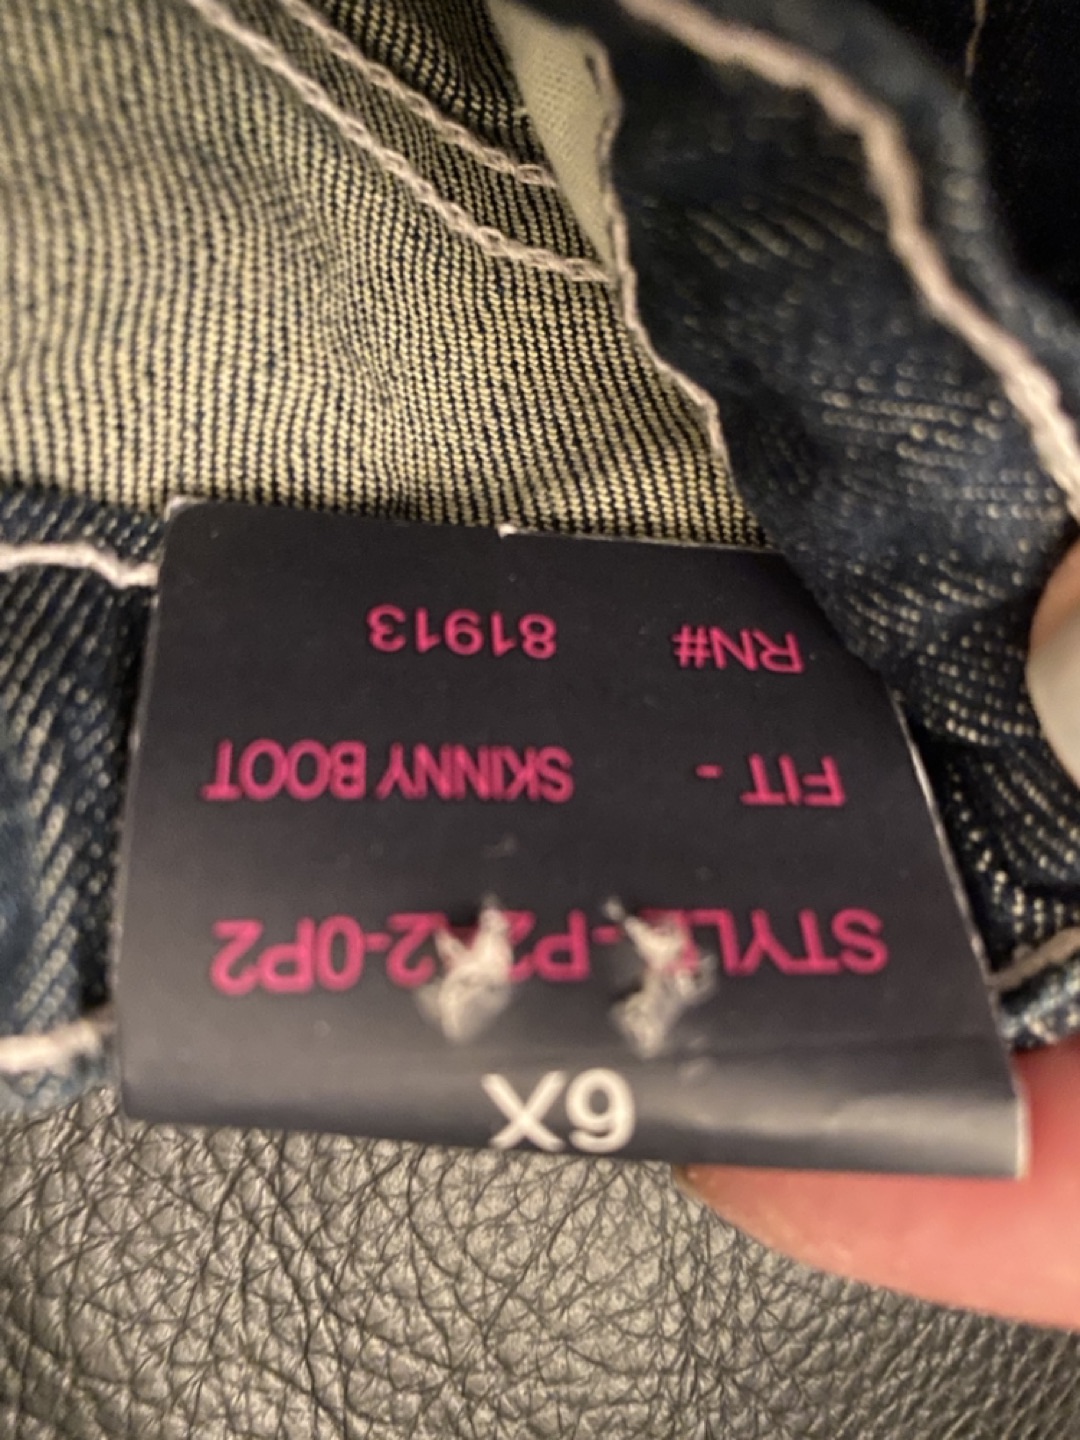 6X
FIT - SKINNY BOOT
RN# 81913